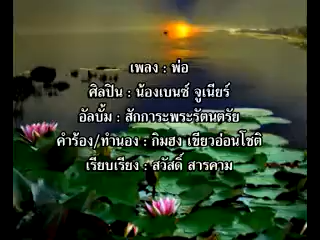 เพลง : พ่อ
ศิลปิน : น้องเบนซ์ จูเนียร์
อัลบั้ม : สักการะพระรัตนตรัย
คำร้อง/ทำนอง : กิมฮง เขียวอ่อนโชติ
เรียบเรียง : สวัสดิ์ สารคาม